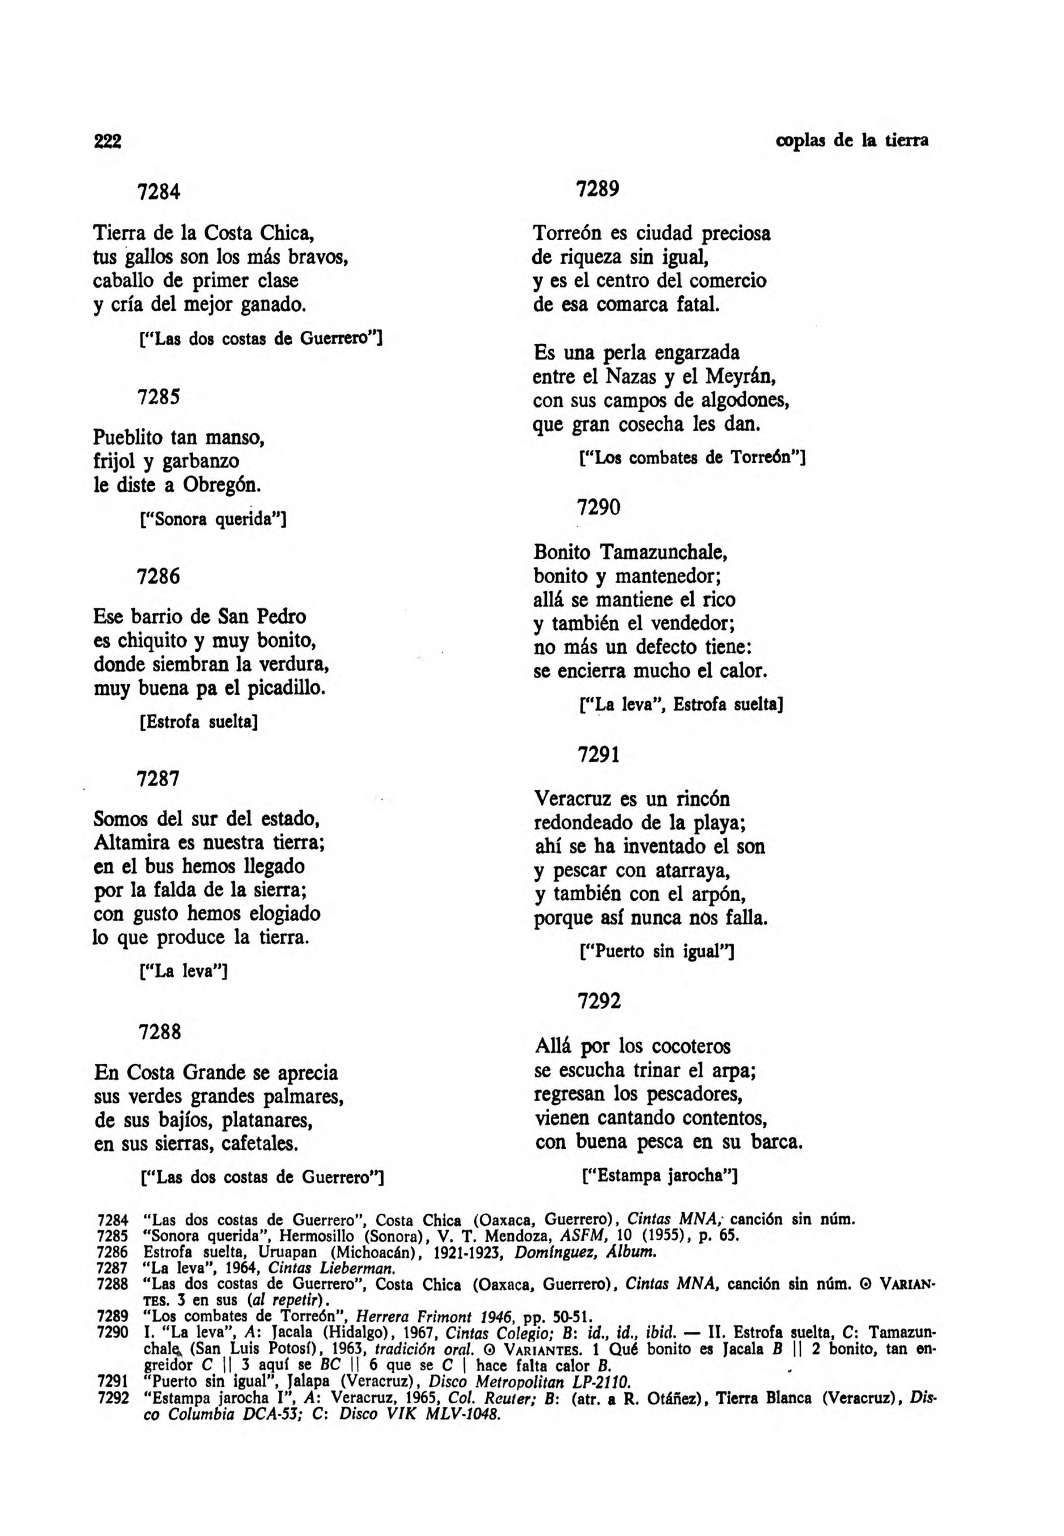 222
coplas de la tierra
7284
Tierra de la Costa Chica,
tus gallos son los más bravos,
caballo de primer clase
y cría del mejor ganado.
[“Las dos costas de Guerrero”]
7285
Pueblito tan manso,
frijol y garbanzo
le diste a Obregón.
[“Sonora querida”]
7286
Ese barrio de San Pedro
es chiquito y muy bonito,
donde siembran la verdura,
muy buena pa el picadillo.
[Estrofa suelta]
7287
Somos del sur del estado,
Altamira es nuestra tierra;
en el bus hemos llegado
por la falda de la sierra;
con gusto hemos elogiado
lo que produce la tierra.
[“La leva”]
7288
En Costa Grande se aprecia
sus verdes grandes palmares,
de sus bajíos, platanares,
en sus sierras, cafetales.
[“Las dos costas de Guerrero”]
7289
Torreón es ciudad preciosa
de riqueza sin igual,
y es el centro del comercio
de esa comarca fatal.
Es una perla engarzada
entre el Nazas y el Meyrán,
con sus campos de algodones,
que gran cosecha les dan.
[“Los combates de Torreón”]
7290
Bonito Tamazunchale,
bonito y mantenedor;
allá se mantiene el rico
y también el vendedor;
no más un defecto tiene:
se encierra mucho el calor.
[“La leva”, Estrofa suelta]
7291
Veracruz es un rincón
redondeado de la playa;
ahí se ha inventado el son
y pescar con atarraya,
y también con el arpón,
porque así nunca nos falla.
[“Puerto sin igual”]
7292
Allá por los cocoteros
se escucha trinar el arpa;
regresan los pescadores,
vienen cantando contentos,
con buena pesca en su barca.
[“Estampa jarocha”]
7284 “Las dos costas de Guerrero”, Costa Chica (Oaxaca, Guerrero), Cintas MNA, canción sin núm.
7285 “Sonora querida”, Hermosillo (Sonora), V. T. Mendoza, ASFM, 10 (1955), p. 65.
7286 Estrofa suelta, Uruapan (Michoacán), 1921-1923, Domínguez, Álbum.
7287 “La leva”, 1964, Cintas Lieberman.
7288 “Las dos costas de Guerrero”, Costa Chica (Oaxaca, Guerrero), Cintas MNA, canción sin núm. ⊙ VARIAN-
TES. 3 en sus (al repetir).
7289 “Los combates de Torreón”, Herrera Frimont 1946, pp. 50-51.
7290 I. “La leva”, A: Jacala (Hidalgo), 1967, Cintas Colegio; B: id., id., ibid. — II. Estrofa suelta, C: Tamazun-
chale, (San Luis Potosí), 1963, tradición oral. ⊙ VARIANTES. 1 Qué bonito es Jacala B || 2 bonito, tan en-
greidor C || 3 aquí se BC || 6 que se C | hace falta calor B.
7291 “Puerto sin igual”, Jalapa (Veracruz), Disco Metropolitan LP-2110.
7292 “Estampa jarocha I”, A: Veracruz, 1965, Col. Reuter; B: (atr. a R. Otáñez), Tierra Blanca (Veracruz), Dis-
co Columbia DCA-53; C: Disco VIK MLV-1048.